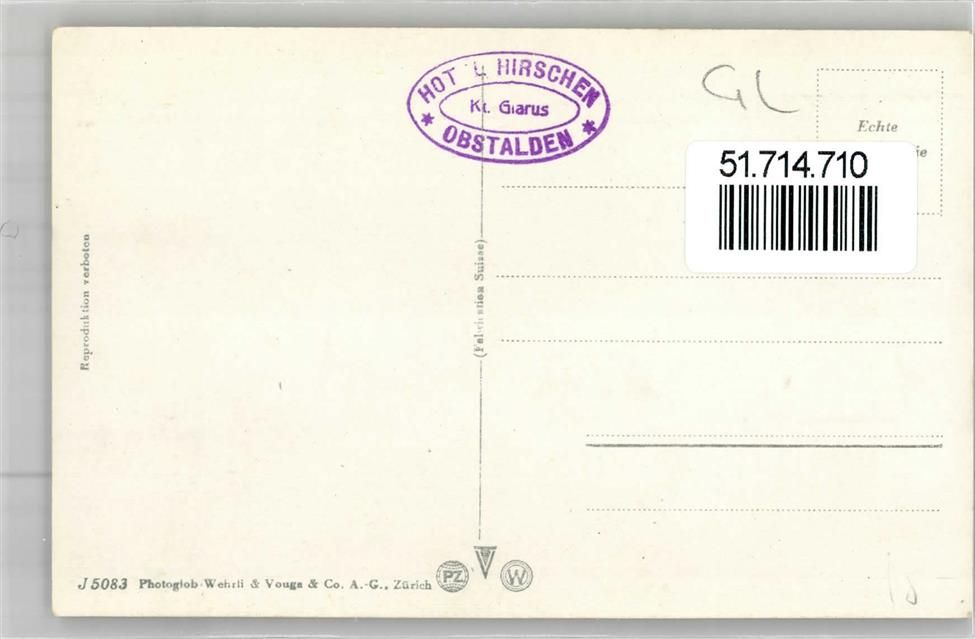 HOT L HIRSCHEN
Kt. Glarus
* OBSTALDEN *
GL
Echte
51.714.710
Reproduktion verboten
(Fabrication Suisse)
J 5083 Photoglob-Wehrli & Vouga & Co. A.-G., Zürich
PZ
V
W